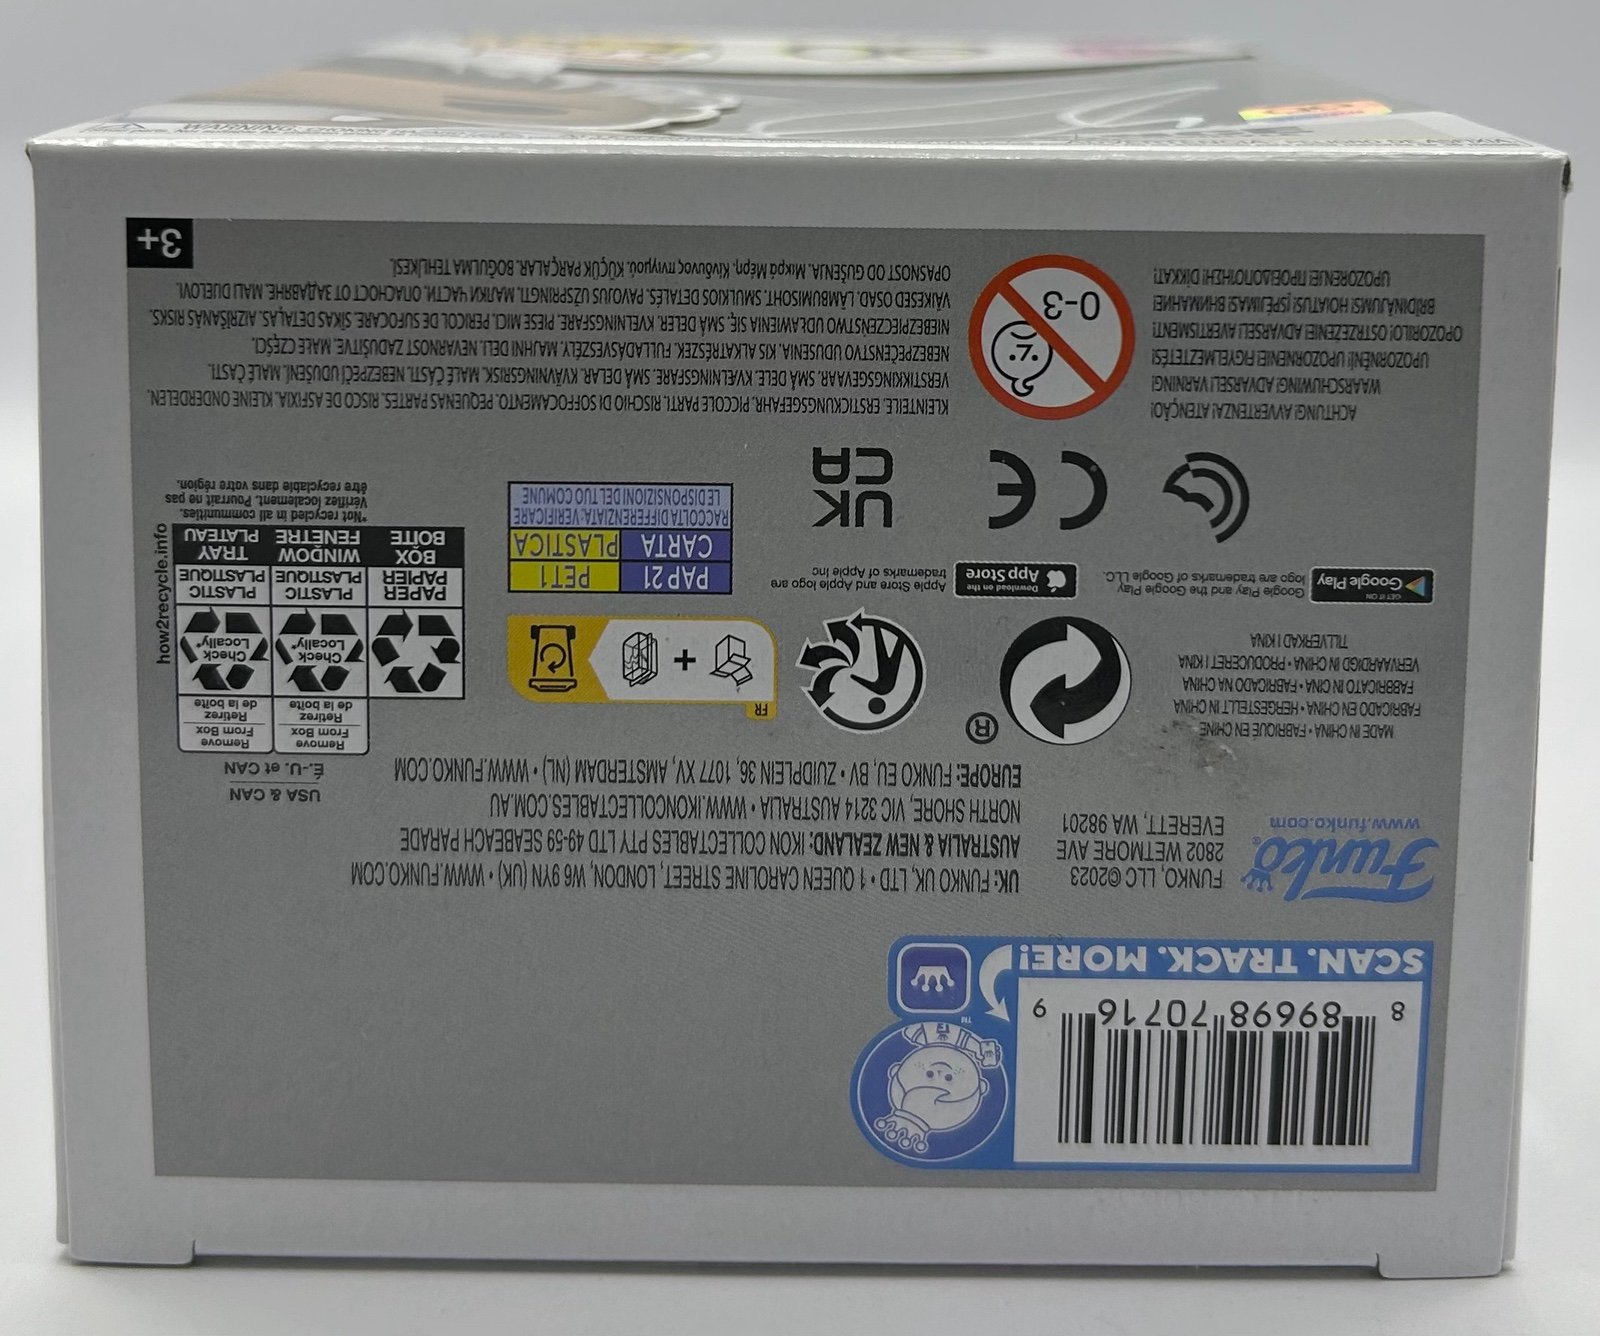 SCAN. TRACK. MORE!
8 89698 70716 9
TM
Funko
www.funko.com
FUNKO, LLC ©2023
2802 WETMORE AVE
EVERETT, WA 98201
UK: FUNKO UK, LTD • 1 QUEEN CAROLINE STREET, LONDON, W6 9YN (UK) • WWW.FUNKO.COM
AUSTRALIA & NEW ZEALAND: IKON COLLECTABLES PTY LTD 49-59 SEABEACH PARADE
NORTH SHORE, VIC 3214 AUSTRALIA • WWW.IKONCOLLECTABLES.COM.AU
EUROPE: FUNKO EU, BV • ZUIDPLEIN 36, 1077 XV, AMSTERDAM (NL) • WWW.FUNKO.COM
USA & CAN
É.-U. et CAN
MADE IN CHINA • FABRIQUE EN CHINE
FABRICADO EN CHINA • HERGESTELLT IN CHINA
FABBRICATO IN CINA • FABRICADO NA CHINA
VERVAARDIGD IN CHINA • PRODUCERET I KINA
TILLVERKAD I KINA
®
FR
+
Remove
From Box
Retirez
de la boîte
Remove
From Box
Retirez
de la boîte
Check
Locally*
Check
Locally*
PAPER
PAPIER
PLASTIC
PLASTIQUE
PLASTIC
PLASTIQUE
BOX
BOÎTE
WINDOW
FENÊTRE
TRAY
PLATEAU
how2recycle.info
*Not recycled in all communities.
Vérifiez localement. Pourrait ne pas
être recyclable dans votre région.
GET IT ON
Google Play
Google Play and the Google Play
logo are trademarks of Google LLC.
Download on the
App Store
Apple Store and Apple logo are
trademarks of Apple Inc
PAP 21
PET1
CARTA
PLASTICA
RACCOLTA DIFFERENZIATA: VERIFICARE
LE DISPOSIZIONI DEL TUO COMUNE
CE
UK
CA
ACHTUNG! AVVERTENZA! ATENÇÃO!
WAARSCHUWING! ADVARSEL! VARNING!
UPOZORNĚNÍ! UPOZORNENIE! FIGYELMEZTETÉS!
OPOZORILO! OSTRZEŻENIE! ADVARSEL! AVERTISMENT!
BRĪDINĀJUMS! HOIATUS! ĮSPĖJIMAS! ВНИМАНИЕ!
UPOZORENJE! ΠΡΟΕΙΔΟΠΟΙΗΣΗ! DİKKAT!
0-3
KLEINTEILE. ERSTICKUNGSGEFAHR. PICCOLE PARTI. RISCHIO DI SOFFOCAMENTO. PEQUENAS PARTES. RISCO DE ASFIXIA. KLEINE ONDERDELEN.
VERSTIKKINGSGEVAAR. SMÅ DELE. KVÆLNINGSFARE. SMÅ DELAR. KVÄVNINGSRISK. MALÉ ČÁSTI. NEBEZPEČÍ UDUŠENÍ. MALÉ ČASTI.
NEBEZPEČENSTVO UDUSENIA. KIS ALKATRÉSZEK. FULLADÁSVESZÉLY. MAJHNI DELI. NEVARNOST ZADUŠITVE. MAŁE CZĘŚCI.
NIEBEZPIECZEŃSTWO UDŁAWIENIA SIĘ. SMÅ DELER. KVELNINGSFARE. PIESE MICI. PERICOL DE SUFOCARE. SĪKAS DETAĻAS. AIZRĪŠANĀS RISKS.
VÄIKESED OSAD. LÄMBUMISOHT. SMULKIOS DETALĖS. PAVOJUS UŽSPRINGTI. МАЛКИ ЧАСТИ. ОПАСНОСТ ОТ ЗАДАВЯНЕ. MALI DIJELOVI.
OPASNOST OD GUŠENJA. Μικρά Μέρη. Κίνδυνος πνιγμού. KÜÇÜK PARÇALAR. BOĞULMA TEHLİKESİ.
3+
WARNING: CHOKING HAZARD